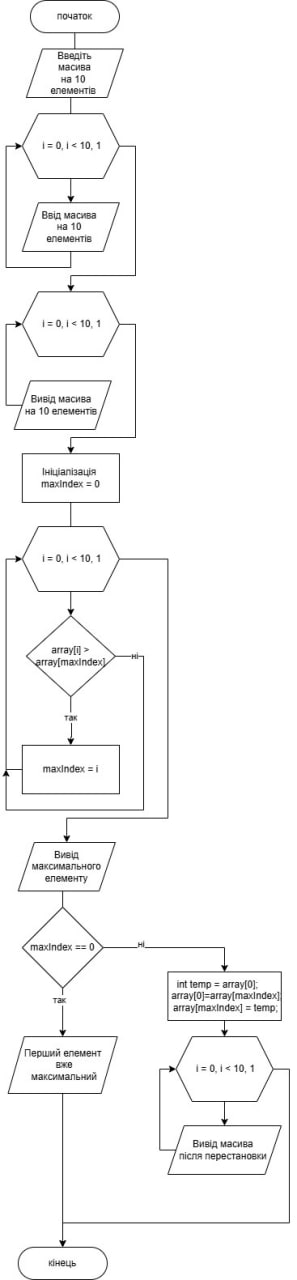 початок
Введіть
масива
на 10
елементів
i = 0, i < 10, 1
Ввід масива
на 10
елементів
i = 0, i < 10, 1
Вивід масива
на 10 елементів
Ініціалізація
maxIndex = 0
i = 0, i < 10, 1
array[i] >
array[maxIndex]
ні
так
maxIndex = i
Вивід
максимального
елементу
maxIndex == 0
ні
так
int temp = array[0];
array[0]=array[maxIndex];
array[maxIndex] = temp;
Перший елемент
вже
максимальний
i = 0, i < 10, 1
Вивід масива
після перестановки
кінець